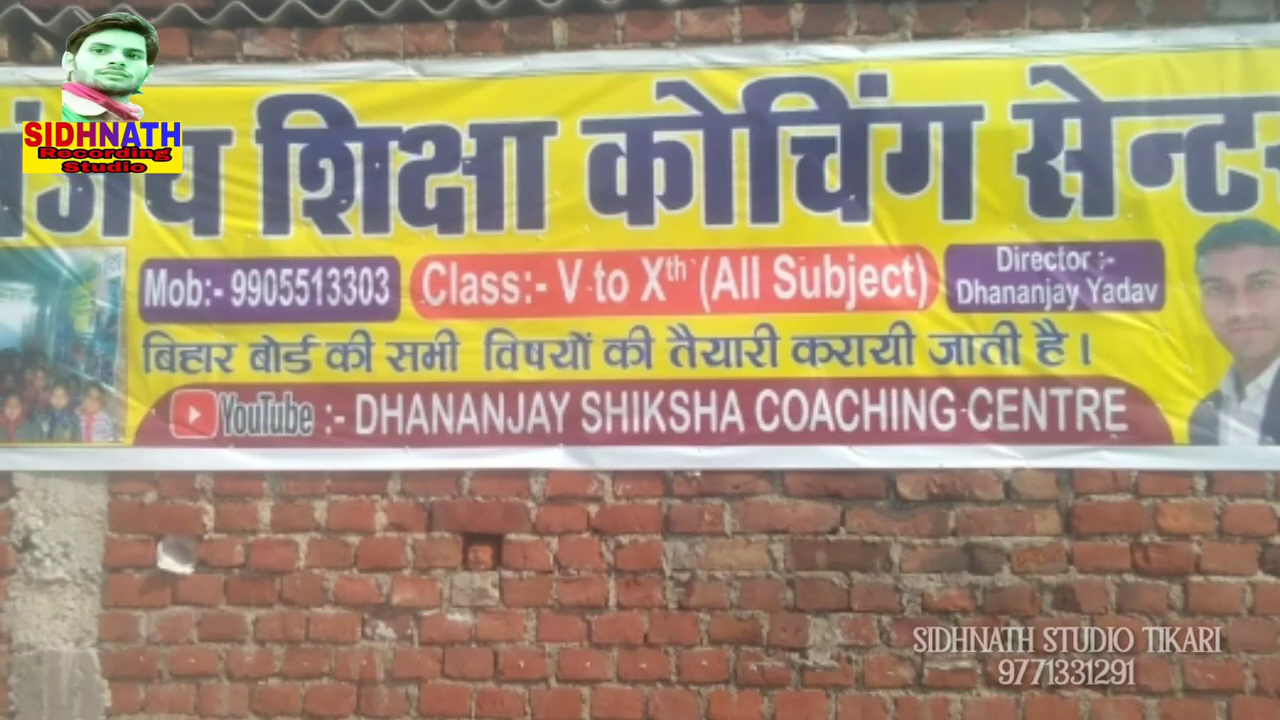 SIDHNATH
Recording
Studio
शिक्षा कोचिंग सेन्टर
Mob:- 9905513303
Class:- V to Xth (All Subject)
Director :-
Dhananjay Yadav
बिहार बोर्ड की सभी विषयों की तैयारी करायी जाती है।
YouTube :- DHANANJAY SHIKSHA COACHING CENTRE
SIDHNATH STUDIO TIKARI
9771331291